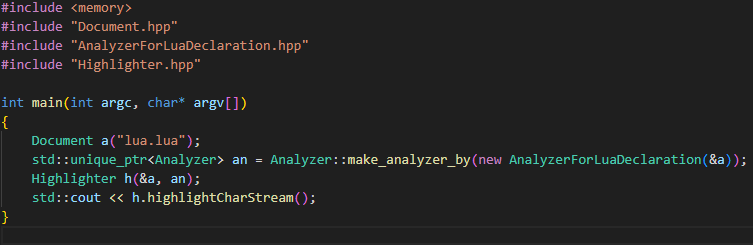 #include <memory>
#include "Document.hpp"
#include "AnalyzerForLuaDeclaration.hpp"
#include "Highlighter.hpp"

int main(int argc, char* argv[])
{
    Document a("lua.lua");
    std::unique_ptr<Analyzer> an = Analyzer::make_analyzer_by(new AnalyzerForLuaDeclaration(&a));
    Highlighter h(&a, an);
    std::cout << h.highlightCharStream();
}